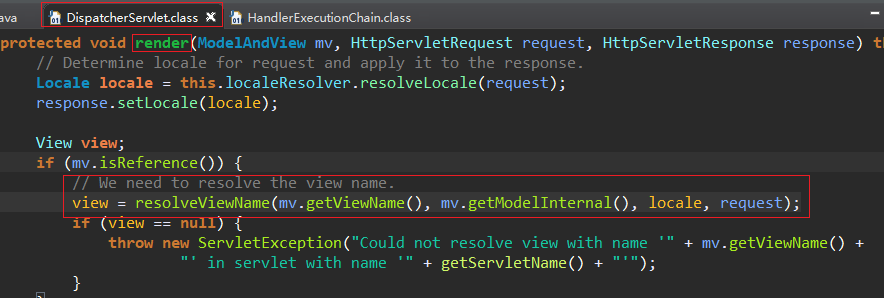 ava DispatcherServlet.class HandlerExecutionChain.class
protected void render(ModelAndView mv, HttpServletRequest request, HttpServletResponse response) th
// Determine locale for request and apply it to the response.
Locale locale = this.localeResolver.resolveLocale(request);
response.setLocale(locale);
View view;
if (mv.isReference()) {
// We need to resolve the view name.
view = resolveViewName(mv.getViewName(), mv.getModelInternal(), locale, request);
if (view == null) {
throw new ServletException("Could not resolve view with name '" + mv.getViewName() +
"' in servlet with name '" + getServletName() + "'");
}